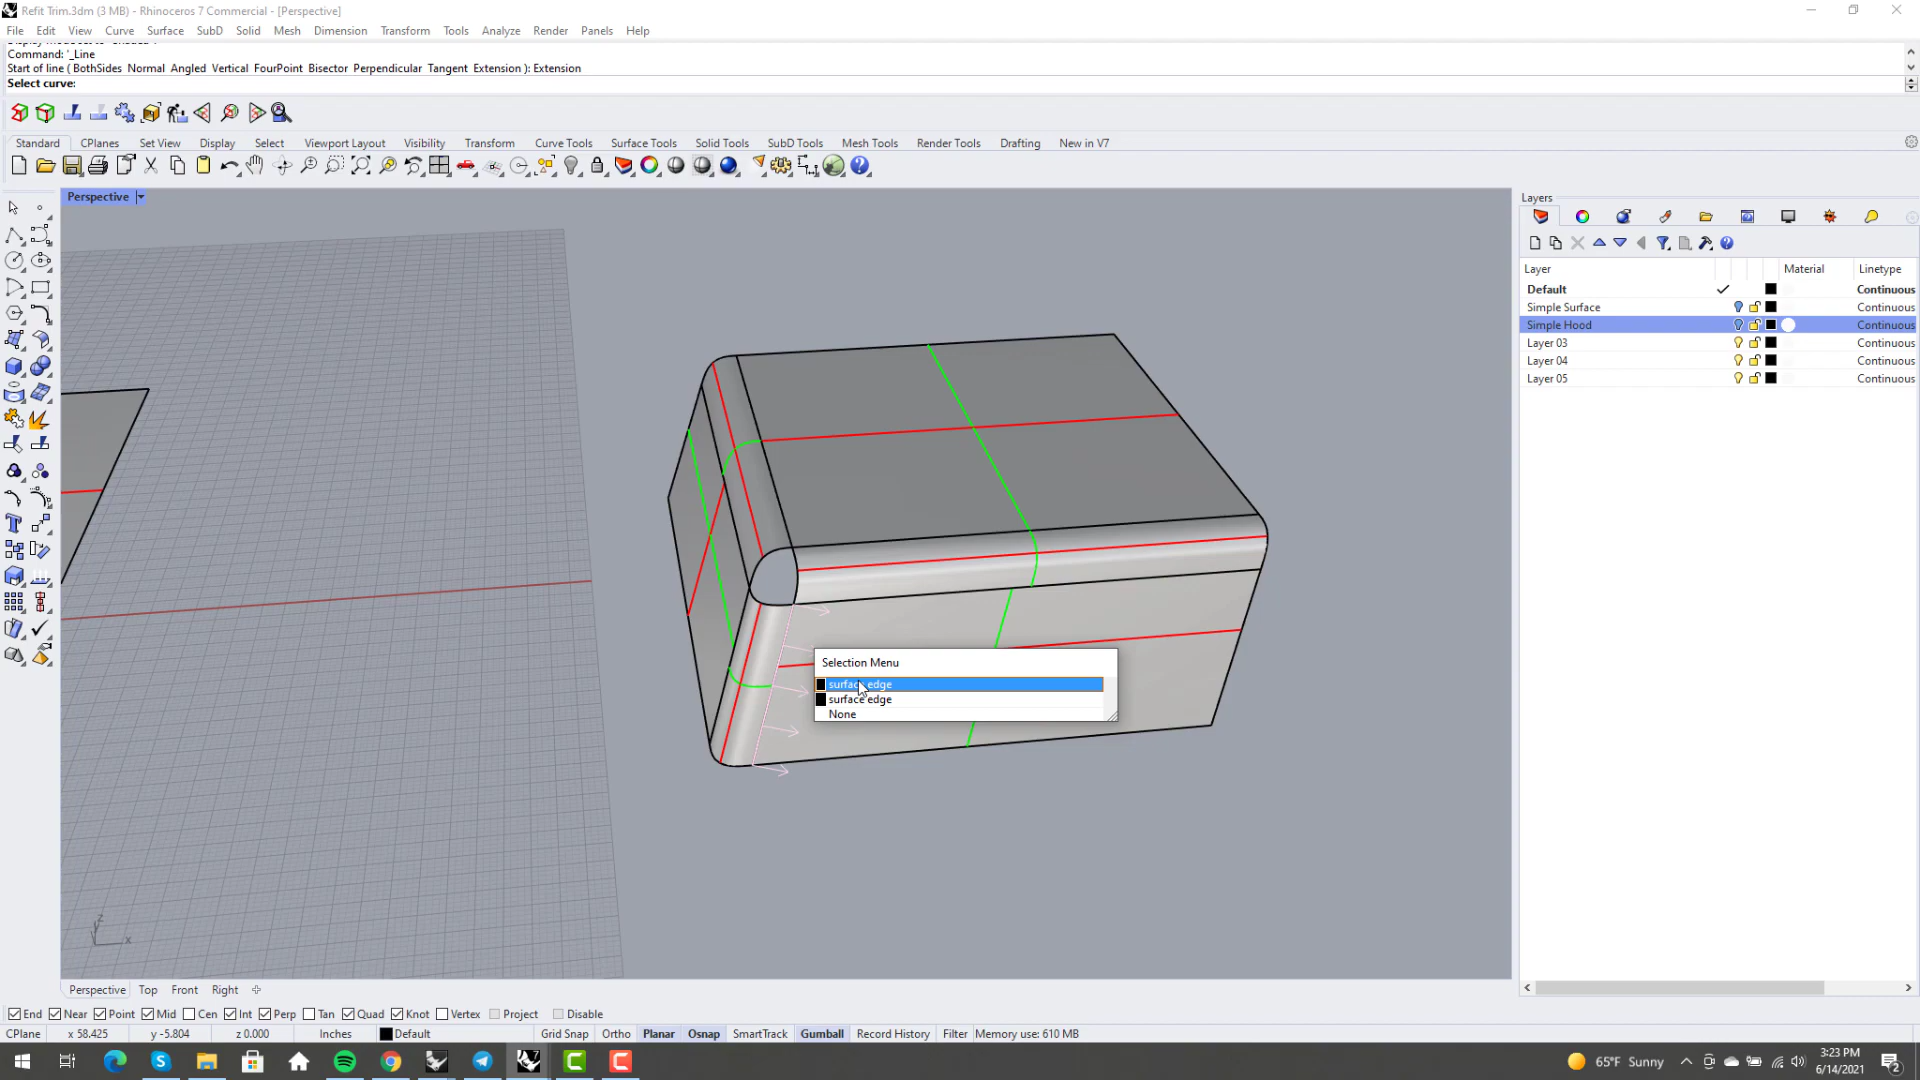 Refit Trim.3dm (3 MB) - Rhinoceros 7 Commercial - [Perspective]
File Edit View Curve Surface SubD Solid Mesh Dimension Transform Tools Analyze Render Panels Help
Command: '_Line
Start of line ( BothSides Normal Angled Vertical FourPoint Bisector Perpendicular Tangent Extension ): Extension
Select curve:
Standard CPlanes Set View Display Select Viewport Layout Visibility Transform Curve Tools Surface Tools Solid Tools SubD Tools Mesh Tools Render Tools Drafting New in V7
Perspective
Layers
Layer Material Linetype
Default Continuous
Simple Surface Continuous
Simple Hood Continuous
Layer 03 Continuous
Layer 04 Continuous
Layer 05 Continuous
Selection Menu
surface edge
surface edge
None
z
x
Perspective Top Front Right
End Near Point Mid Cen Int Perp Tan Quad Knot Vertex Project Disable
CPlane x 58.425 y -5.804 z 0.000 Inches Default Grid Snap Ortho Planar Osnap SmartTrack Gumball Record History Filter Memory use: 610 MB
65°F Sunny
3:23 PM
6/14/2021
2